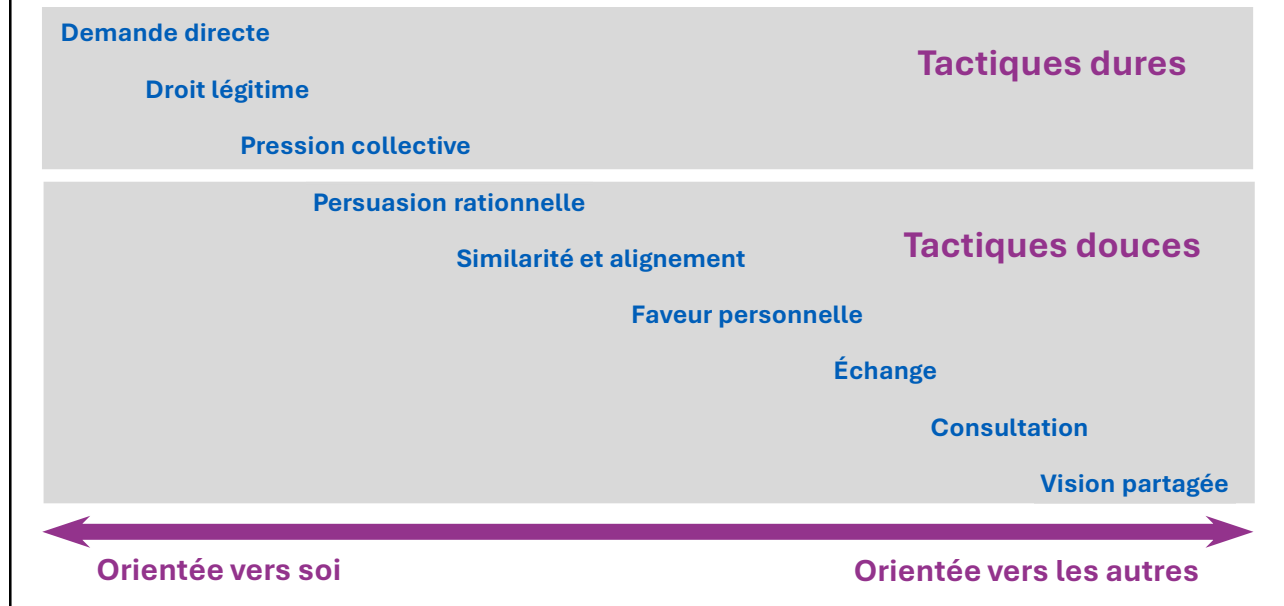 Demande directe
Tactiques dures
Droit légitime
Pression collective
Persuasion rationnelle
Tactiques douces
Similarité et alignement
Faveur personnelle
Échange
Consultation
Vision partagée
Orientée vers soi
Orientée vers les autres